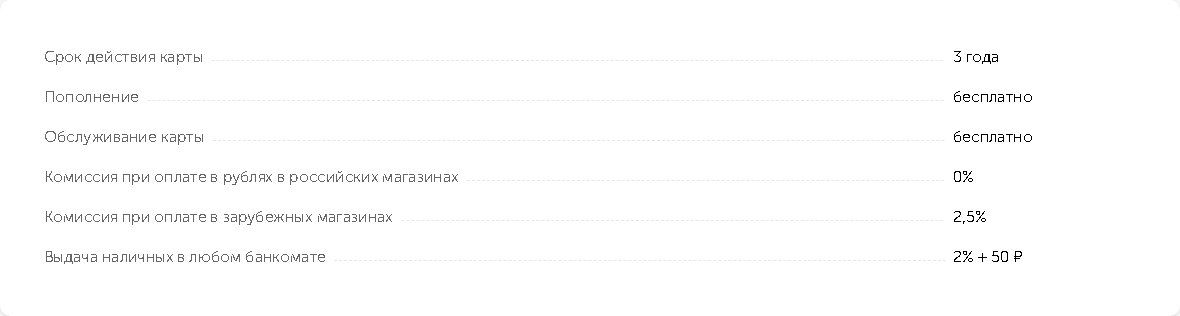 Срок действия карты 3 года
Пополнение бесплатно
Обслуживание карты бесплатно
Комиссия при оплате в рублях в российских магазинах 0%
Комиссия при оплате в зарубежных магазинах 2,5%
Выдача наличных в любом банкомате 2% + 50 ₽